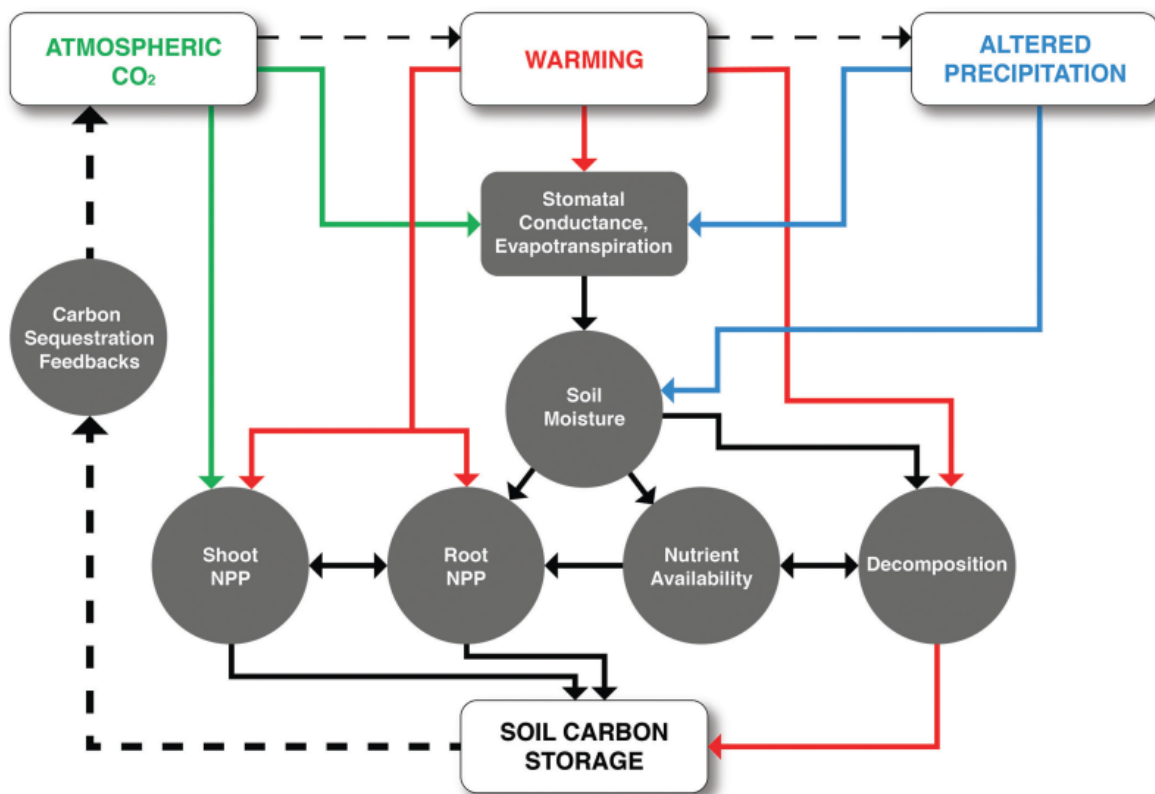 ATMOSPHERIC
CO₂
WARMING
ALTERED
PRECIPITATION
Stomatal
Conductance,
Evapotranspiration
Carbon
Sequestration
Feedbacks
Soil
Moisture
Shoot
NPP
Root
NPP
Nutrient
Availability
Decomposition
SOIL CARBON
STORAGE